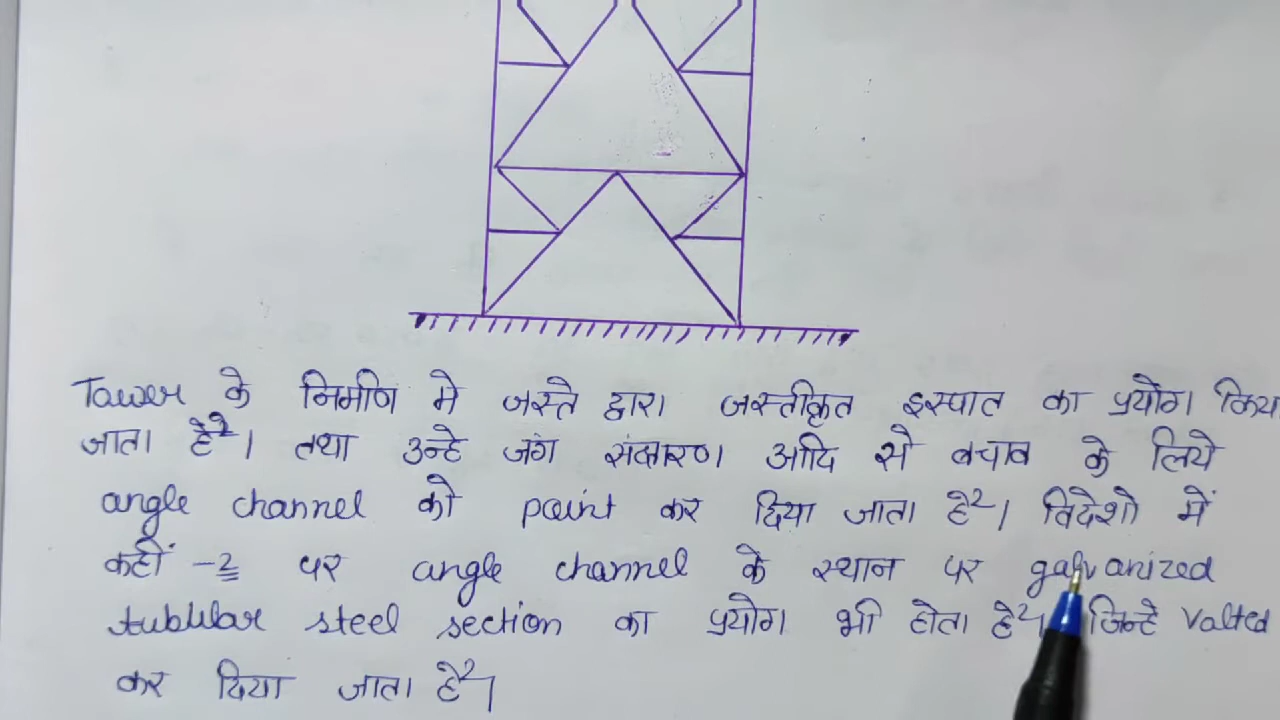 Tower के निर्माण मे जस्ते द्वारा जस्तीकृत इस्पात का प्रयोग किया
जाता है। तथा उन्हे जंग संक्षारण आदि से बचाव के लिये
angle channel को paint कर दिया जाता है। विदेशो में
कहीं -2 पर angle channel के स्थान पर galvanized
tublular steel section का प्रयोग भी होता है। जिन्हे Valted
कर दिया जाता है।